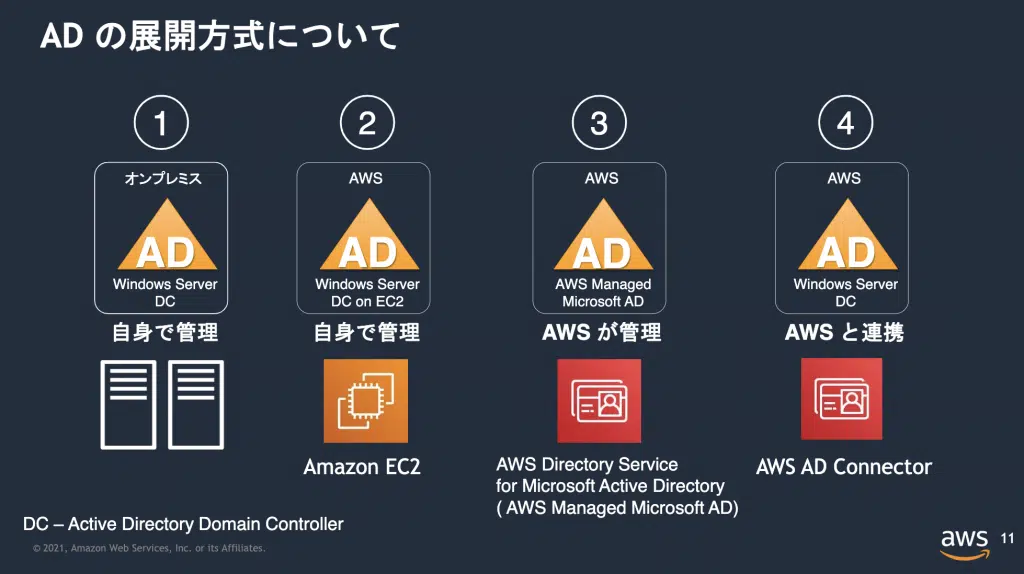 AD の展開方式について
1
オンプレミス
AD
Windows Server
DC
自身で管理
2
AWS
AD
Windows Server
DC on EC2
自身で管理
Amazon EC2
3
AWS
AD
AWS Managed
Microsoft AD
AWS が管理
AWS Directory Service
for Microsoft Active Directory
( AWS Managed Microsoft AD)
4
AWS
AD
Windows Server
DC
AWS と連携
AWS AD Connector
DC – Active Directory Domain Controller
© 2021, Amazon Web Services, Inc. or its Affiliates.
aws
11